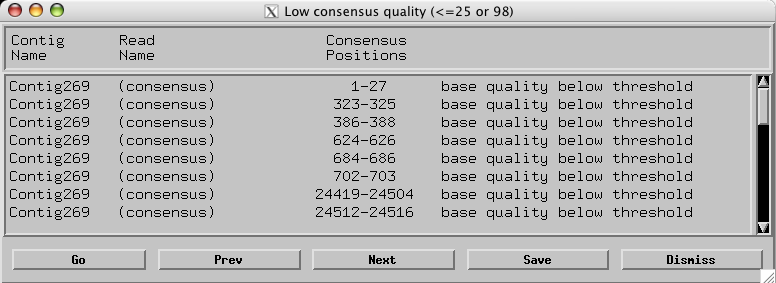 Low consensus quality (<=25 or 98)
Contig Read Consensus
Name Name Positions
Contig269 (consensus) 1-27 base quality below threshold
Contig269 (consensus) 323-325 base quality below threshold
Contig269 (consensus) 386-388 base quality below threshold
Contig269 (consensus) 624-626 base quality below threshold
Contig269 (consensus) 684-686 base quality below threshold
Contig269 (consensus) 702-703 base quality below threshold
Contig269 (consensus) 24419-24504 base quality below threshold
Contig269 (consensus) 24512-24516 base quality below threshold
Go Prev Next Save Dismiss